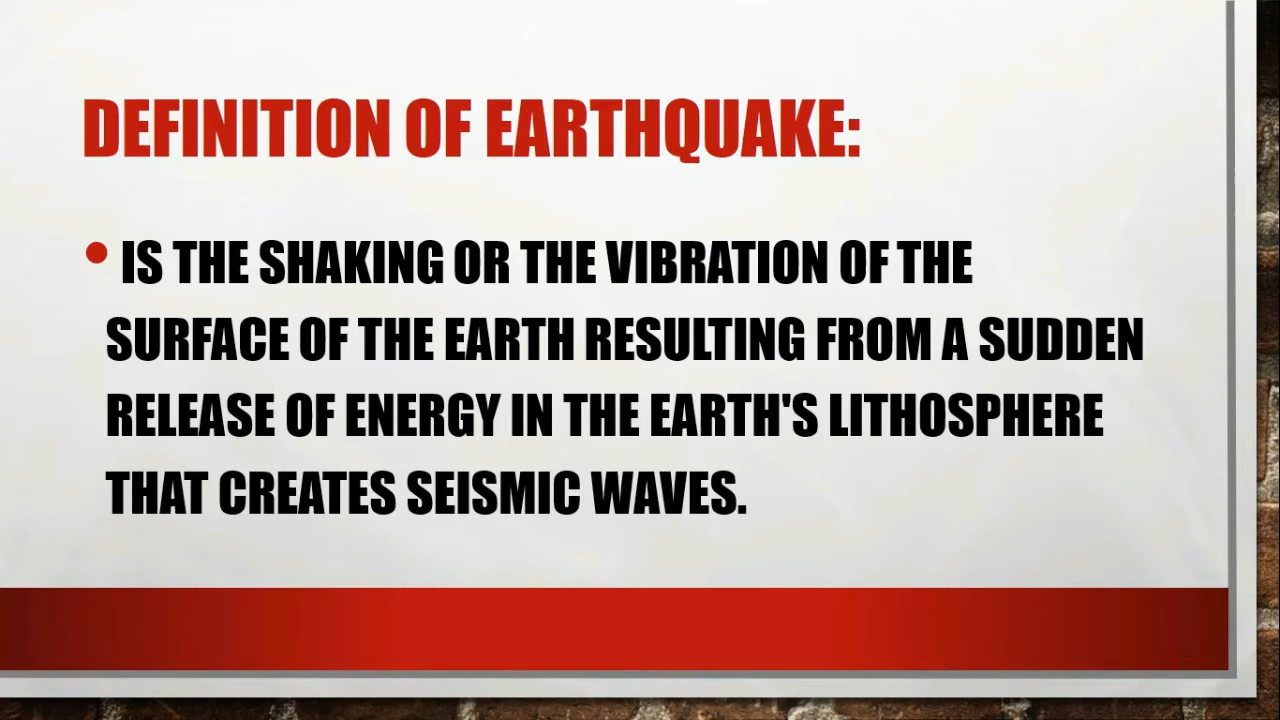 DEFINITION OF EARTHQUAKE:
• IS THE SHAKING OR THE VIBRATION OF THE
SURFACE OF THE EARTH RESULTING FROM A SUDDEN
RELEASE OF ENERGY IN THE EARTH'S LITHOSPHERE
THAT CREATES SEISMIC WAVES.